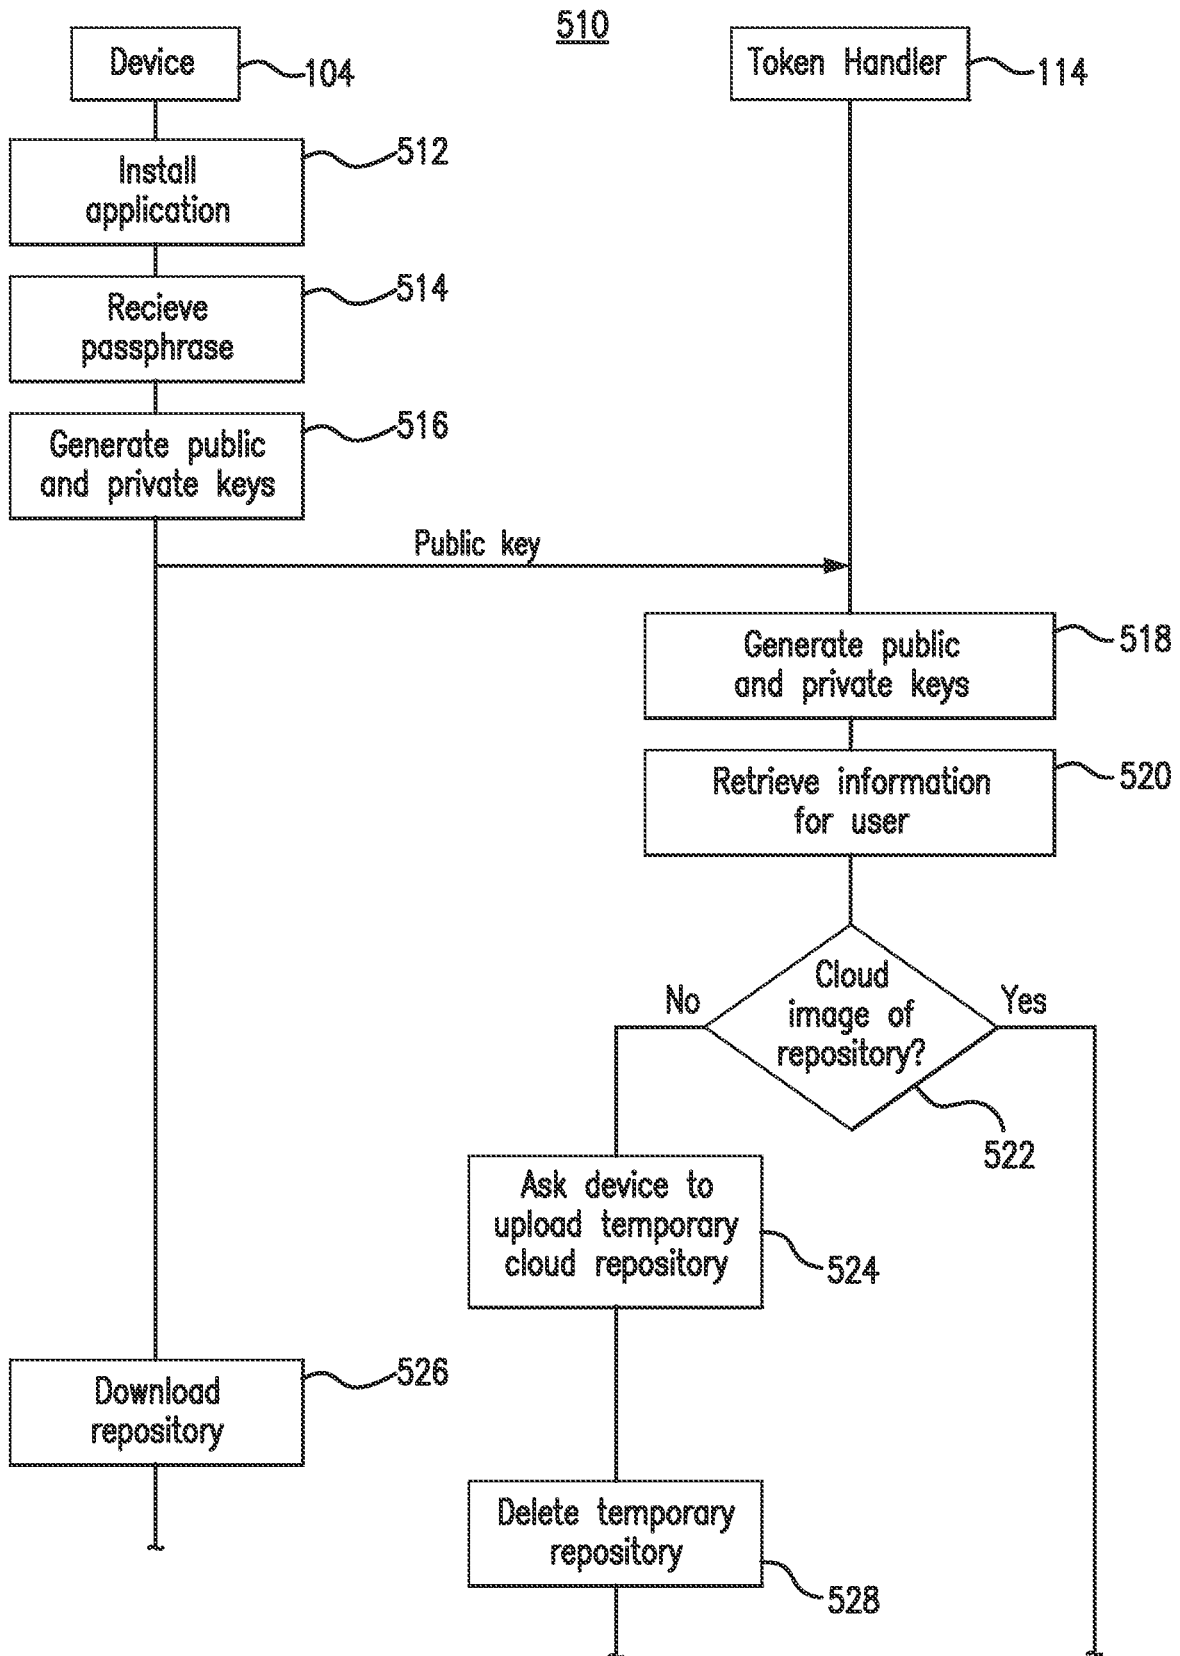 510
Device
104
Token Handler
114
Install
application
512
Recieve
passphrase
514
Generate public
and private keys
516
Public key
Generate public
and private keys
518
Retrieve information
for user
520
Cloud
image of
repository?
No
Yes
522
Ask device to
upload temporary
cloud repository
524
Download
repository
526
Delete temporary
repository
528